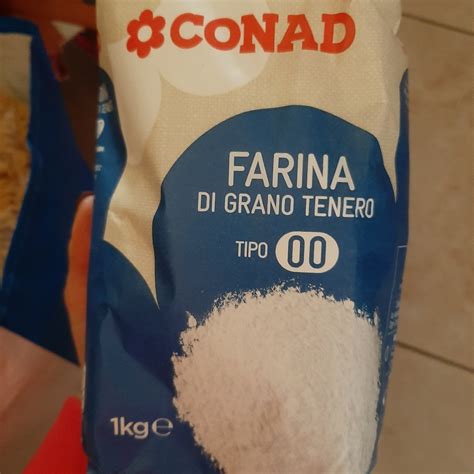 CONAD
FARINA
DI GRANO TENERO
TIPO 00
1kg e